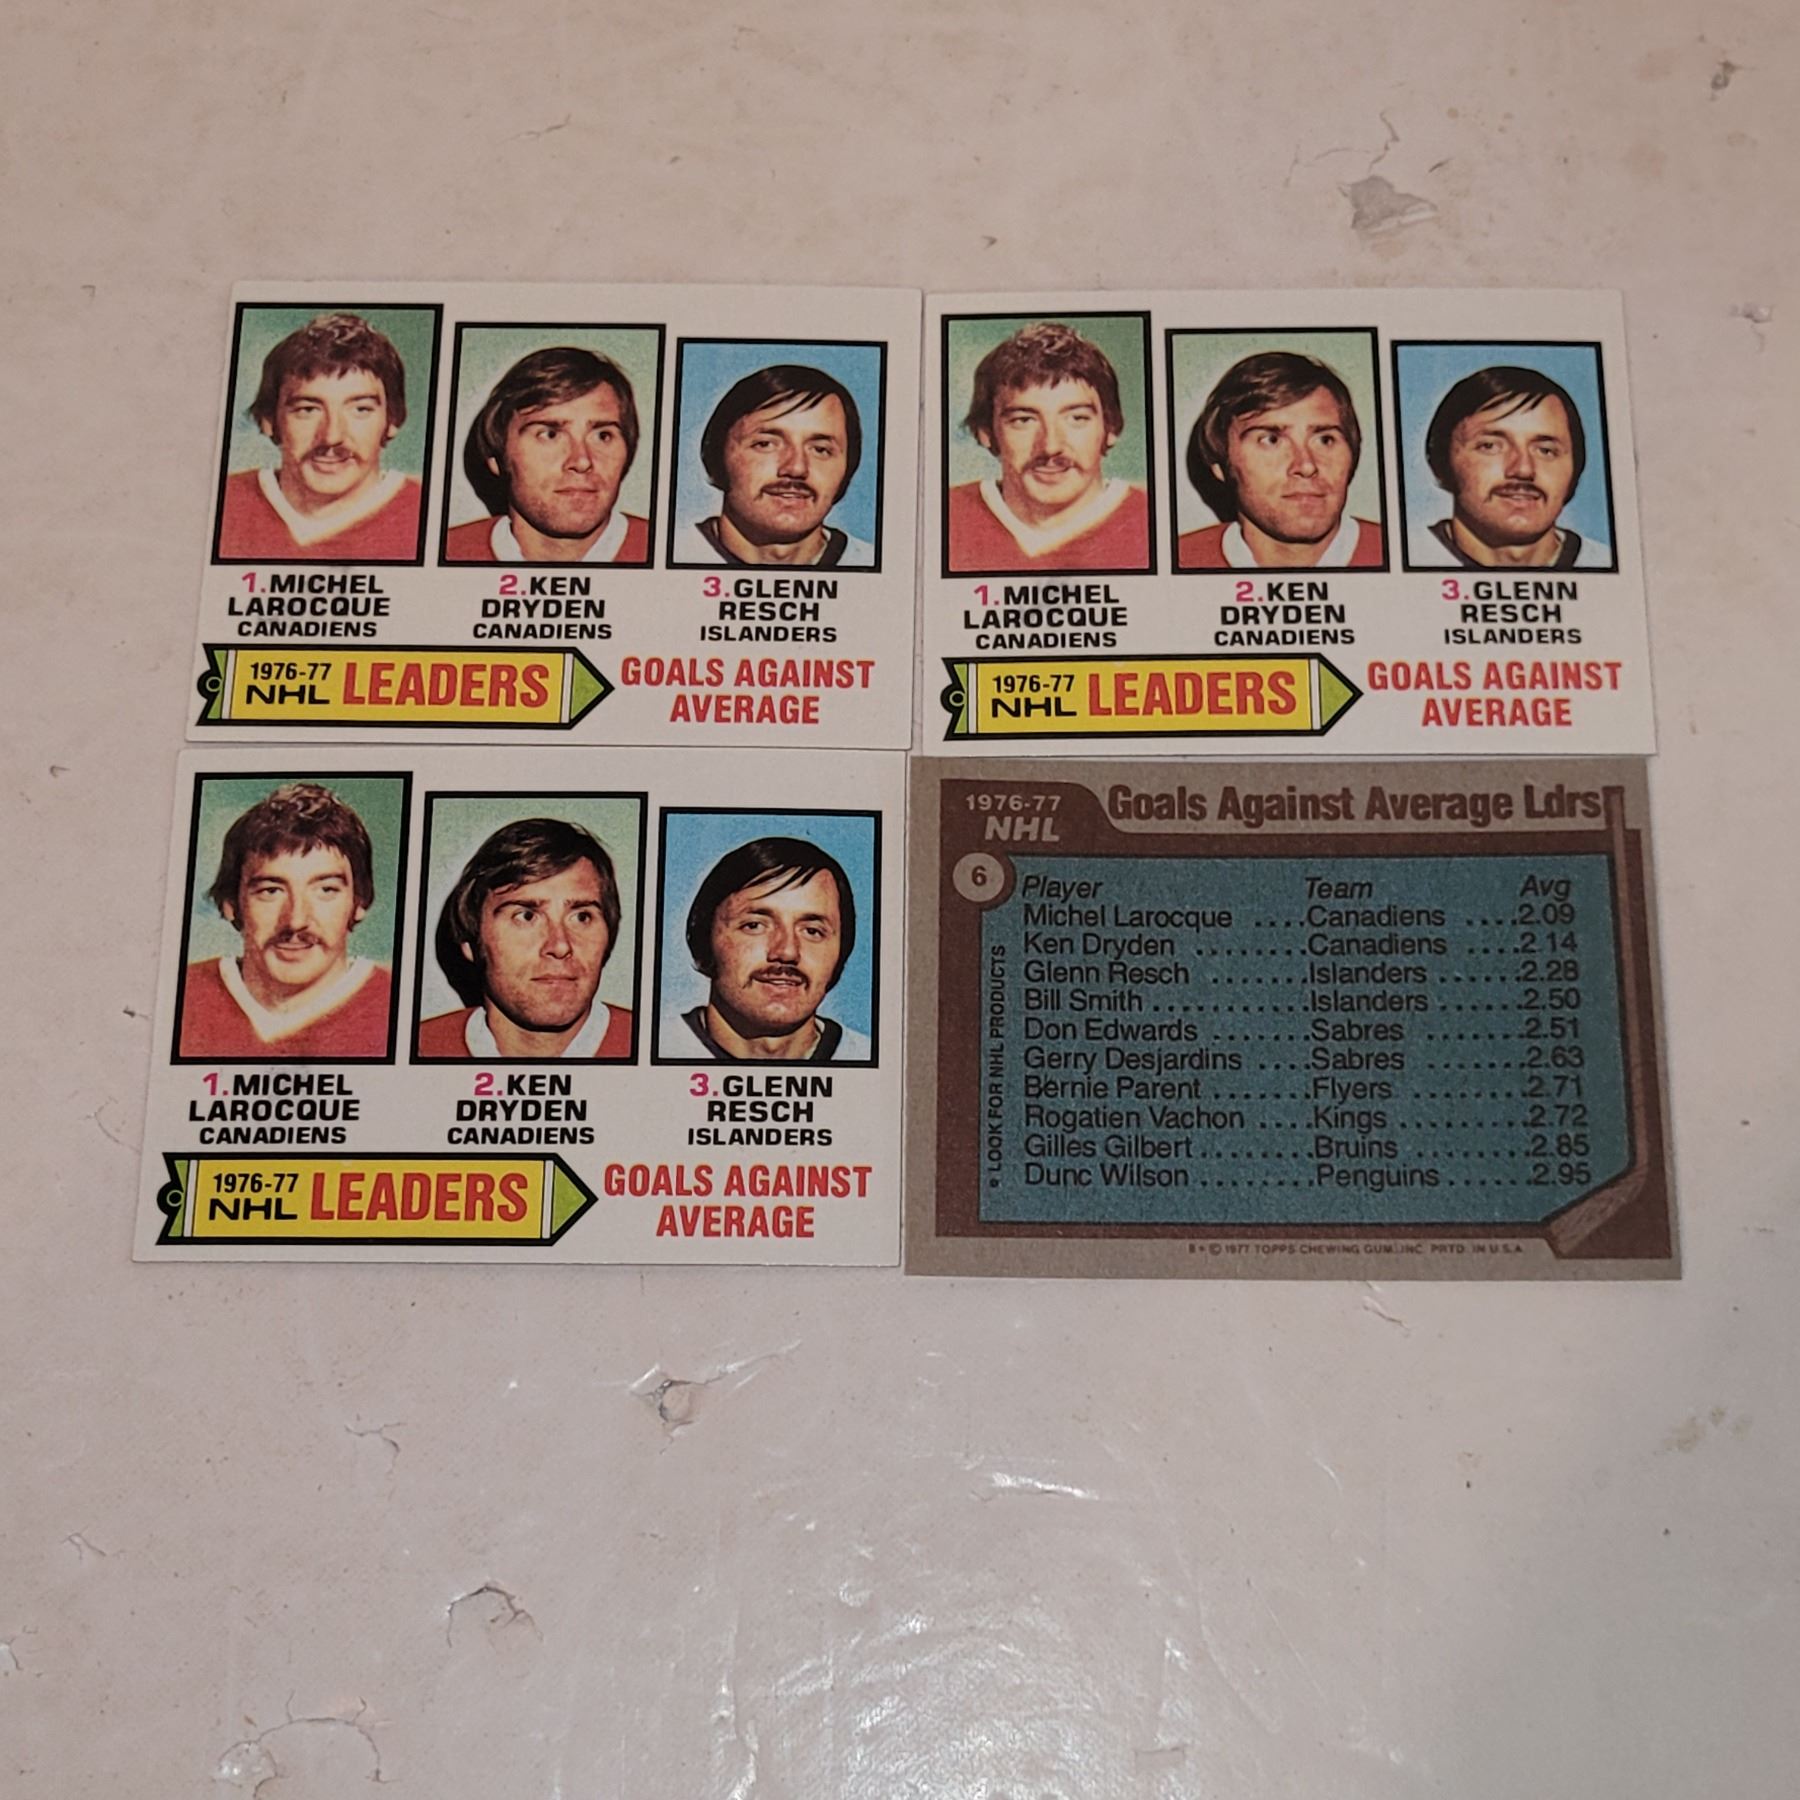 1.MICHEL
LAROCQUE
CANADIENS
2.KEN
DRYDEN
CANADIENS
3.GLENN
RESCH
ISLANDERS
1976-77
NHL LEADERS
GOALS AGAINST
AVERAGE
1.MICHEL
LAROCQUE
CANADIENS
2.KEN
DRYDEN
CANADIENS
3.GLENN
RESCH
ISLANDERS
1976-77
NHL LEADERS
GOALS AGAINST
AVERAGE
1.MICHEL
LAROCQUE
CANADIENS
2.KEN
DRYDEN
CANADIENS
3.GLENN
RESCH
ISLANDERS
1976-77
NHL LEADERS
GOALS AGAINST
AVERAGE
1976-77
NHL
Goals Against Average Ldrs
6
Player Team Avg
Michel Larocque ....Canadiens ....2.09
Ken Dryden ........Canadiens ....2.14
Glenn Resch .......Islanders ......2.28
Bill Smith ...........Islanders ......2.50
Don Edwards .......Sabres .......2.51
Gerry Desjardins ....Sabres .......2.63
Bernie Parent .......Flyers ........2.71
Rogatien Vachon ....Kings .........2.72
Gilles Gilbert ........Bruins ........2.85
Dunc Wilson ........Penguins ......2.95
LOOK FOR NHL PRODUCTS
© 1977 TOPPS CHEWING GUM, INC. PRTD. IN U.S.A.